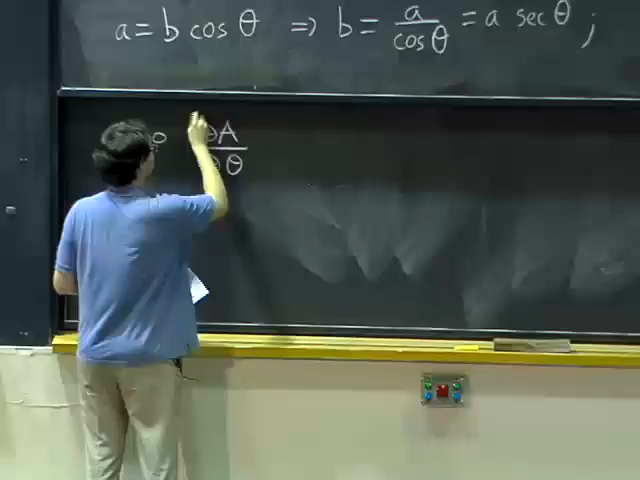 a = b cos θ ⇒ b = a/cos θ = a sec θ ;
∂A/∂θ